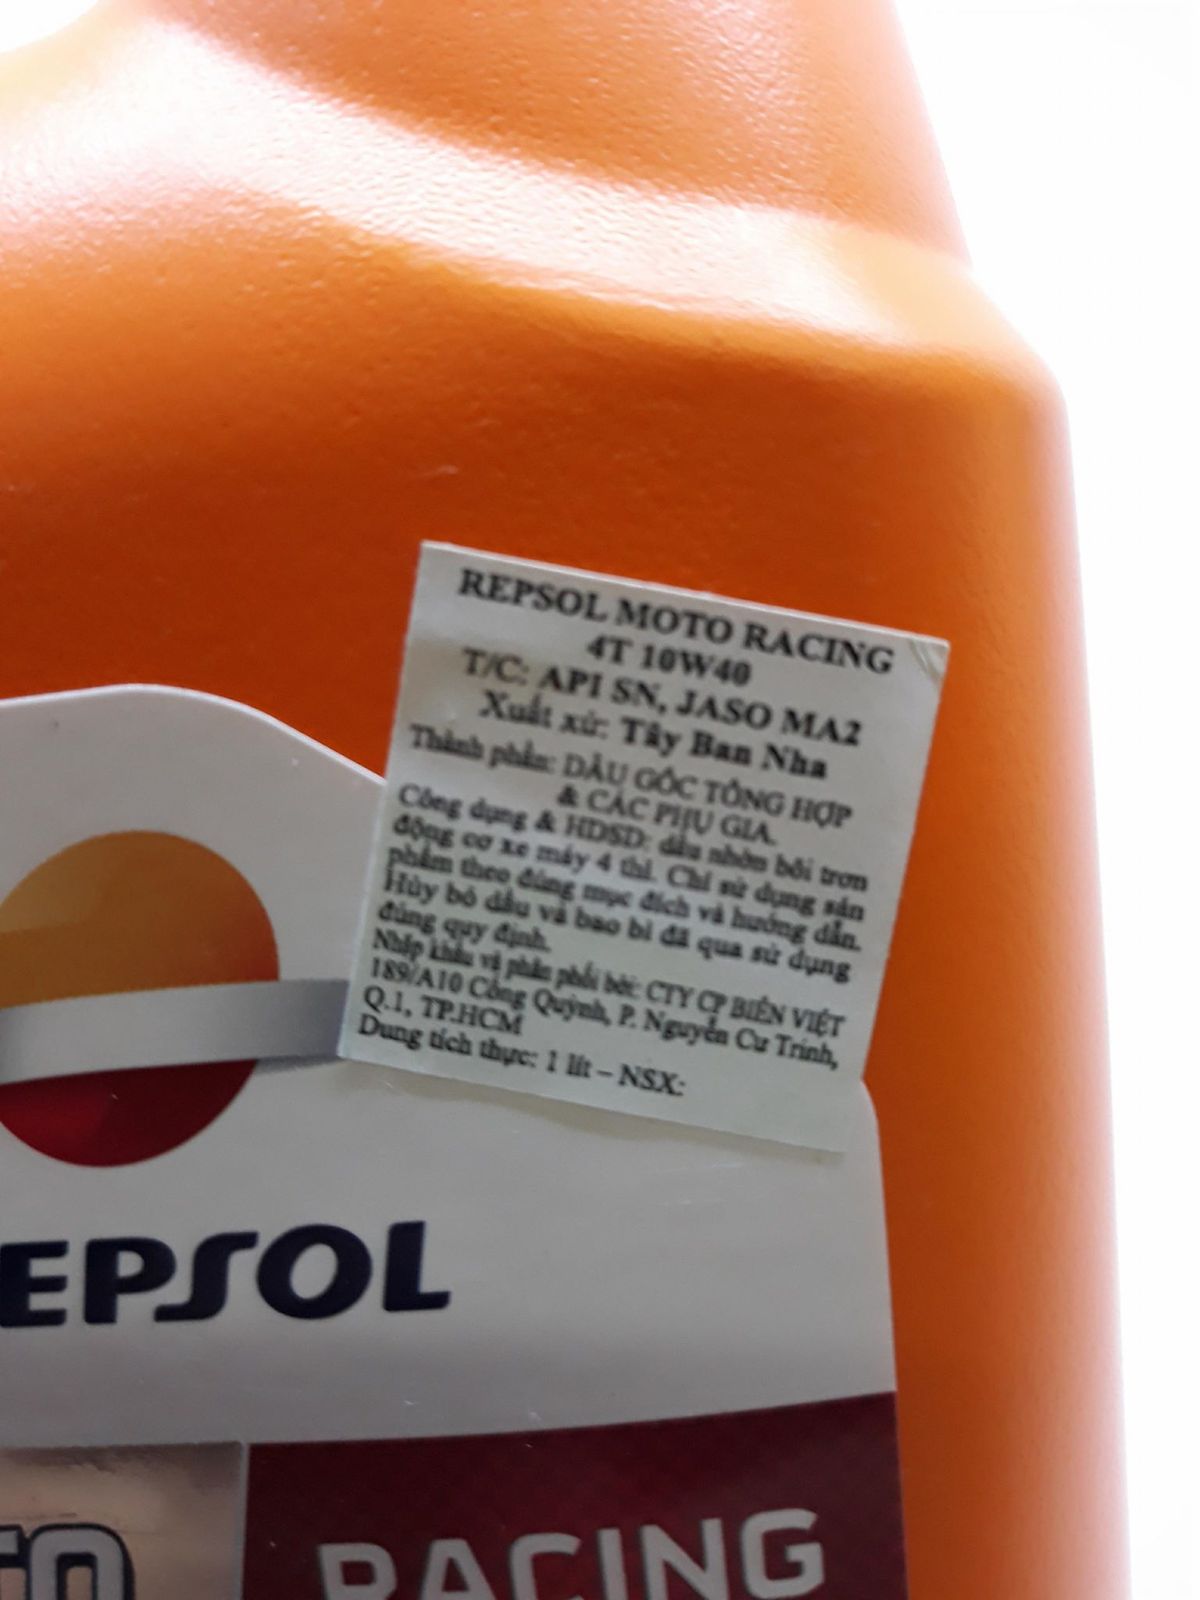 REPSOL MOTO RACING
4T 10W40
T/C: API SN, JASO MA2
Xuất xứ: Tây Ban Nha
Thành phần: DẦU GỐC TỔNG HỢP
& CÁC PHỤ GIA.
Công dụng & HDSD: dầu nhờn bôi trơn
động cơ xe máy 4 thì. Chỉ sử dụng sản
phẩm theo đúng mục đích và hướng dẫn.
Hủy bỏ dầu và bao bì đã qua sử dụng
đúng quy định.
Nhập khẩu và phân phối bởi: CTY CP BIÊN VIỆT
189/A10 Cống Quỳnh, P. Nguyễn Cư Trinh,
Q.1, TP.HCM
Dung tích thực: 1 lít – NSX:
EPSOL
TO
RACING